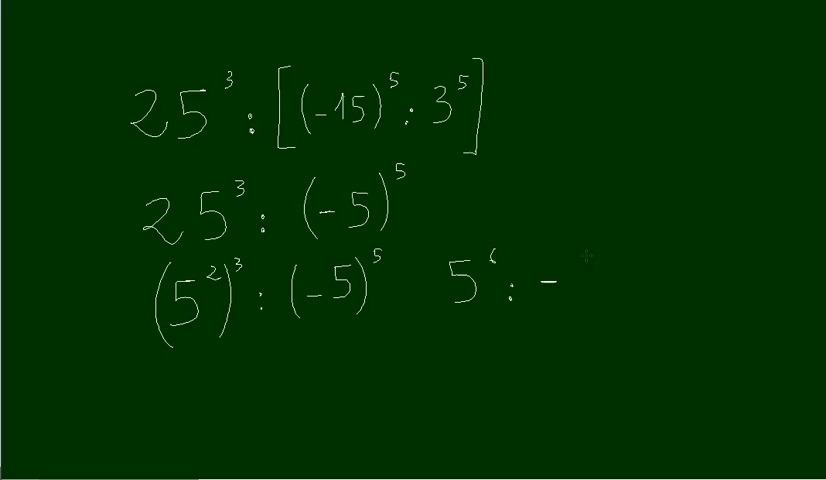 25³ : [(-15)⁵ : 3⁵]
25³ : (-5)⁵
(5²)³ : (-5)⁵ 5⁶ : -